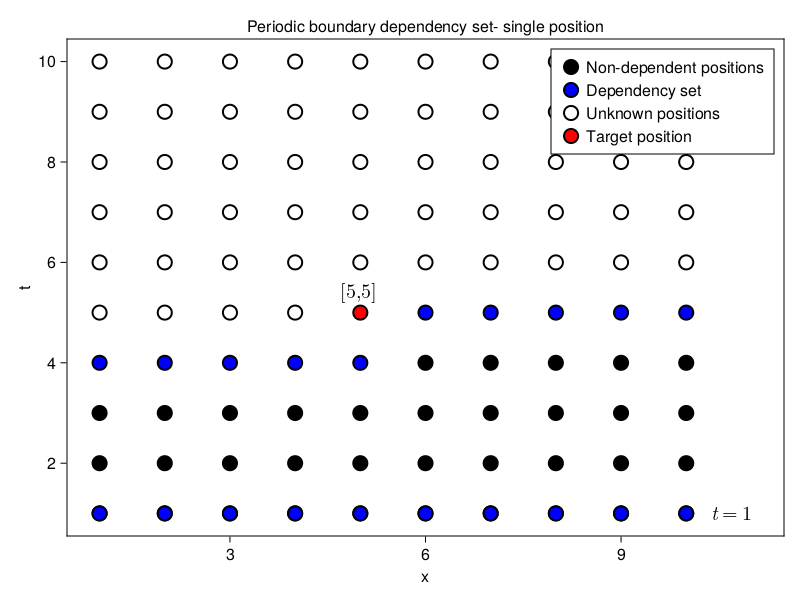 Periodic boundary dependency set- single position
Non-dependent positions
Dependency set
Unknown positions
Target position
10
8
6
4
2
t
[5,5]
t = 1
3 6 9
x